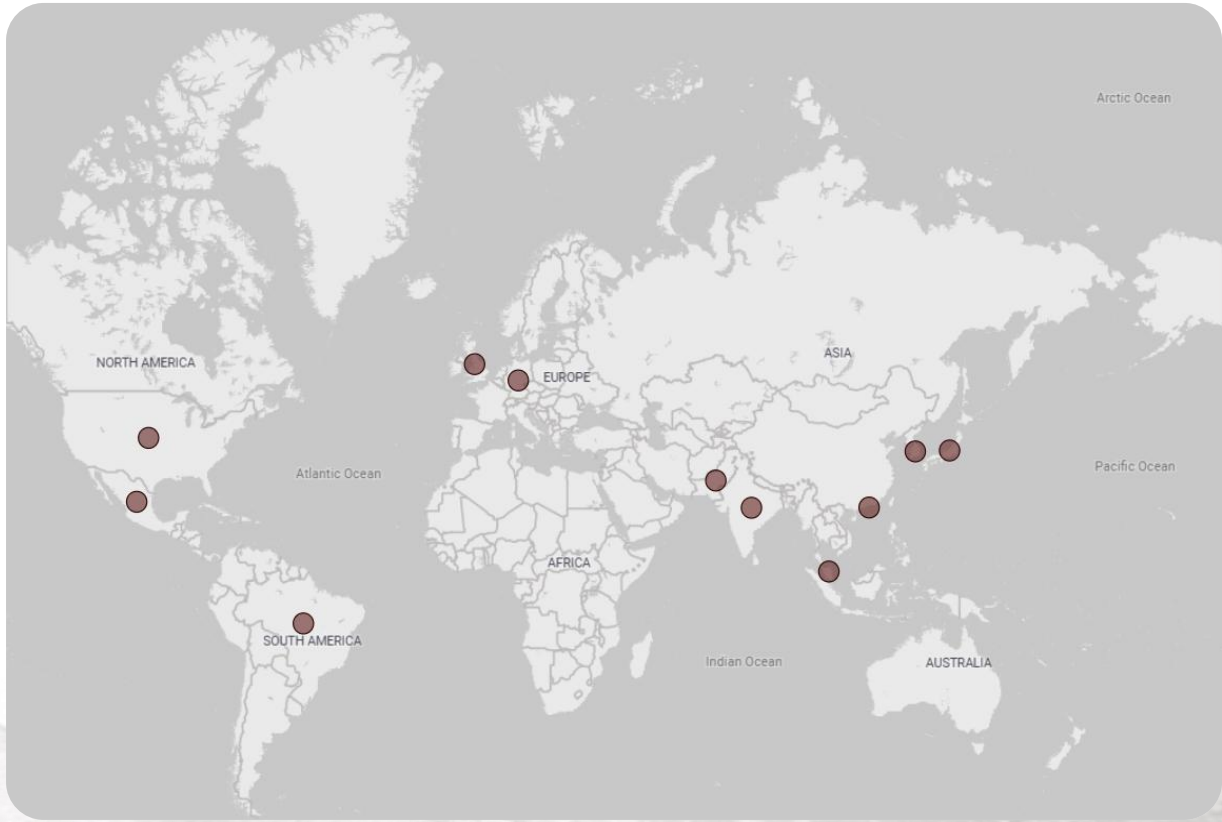 Arctic Ocean
NORTH AMERICA
ASIA
EUROPE
Atlantic Ocean
Pacific Ocean
AFRICA
SOUTH AMERICA
Indian Ocean
AUSTRALIA